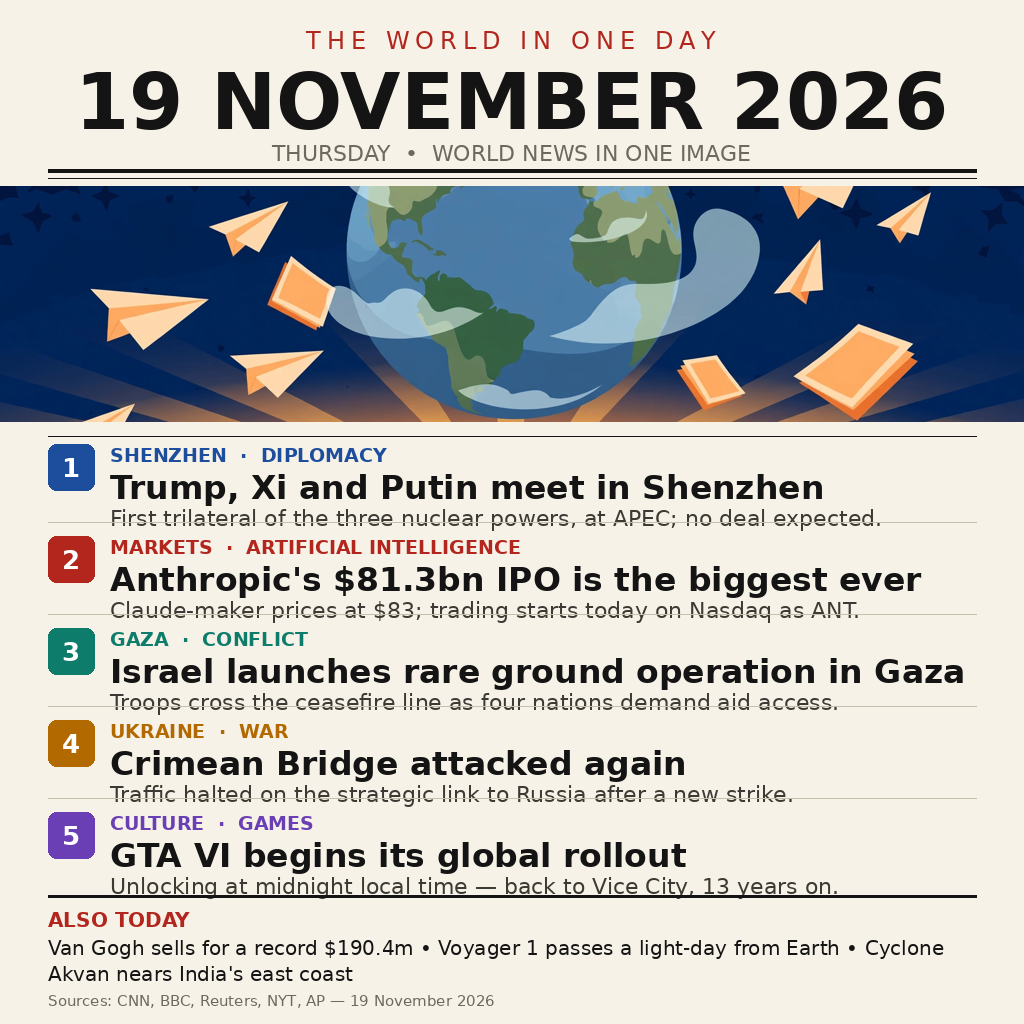 THE WORLD IN ONE DAY
19 NOVEMBER 2026
THURSDAY • WORLD NEWS IN ONE IMAGE
1
SHENZHEN · DIPLOMACY
Trump, Xi and Putin meet in Shenzhen
First trilateral of the three nuclear powers, at APEC; no deal expected.
2
MARKETS · ARTIFICIAL INTELLIGENCE
Anthropic's $81.3bn IPO is the biggest ever
Claude-maker prices at $83; trading starts today on Nasdaq as ANT.
3
GAZA · CONFLICT
Israel launches rare ground operation in Gaza
Troops cross the ceasefire line as four nations demand aid access.
4
UKRAINE · WAR
Crimean Bridge attacked again
Traffic halted on the strategic link to Russia after a new strike.
5
CULTURE · GAMES
GTA VI begins its global rollout
Unlocking at midnight local time — back to Vice City, 13 years on.
ALSO TODAY
Van Gogh sells for a record $190.4m • Voyager 1 passes a light-day from Earth • Cyclone
Akvan nears India's east coast
Sources: CNN, BBC, Reuters, NYT, AP — 19 November 2026